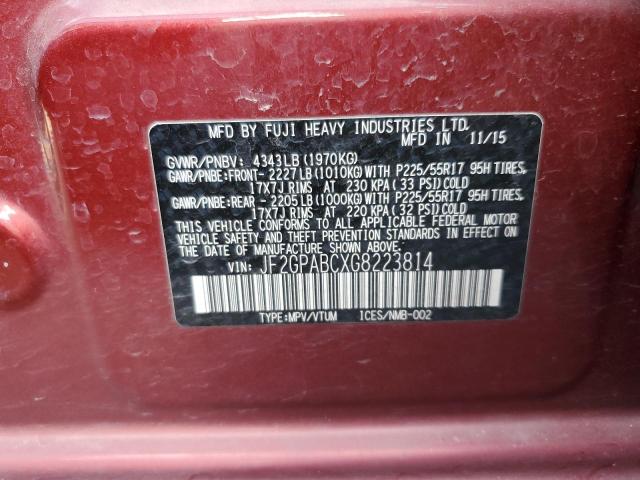 MFD BY FUJI HEAVY INDUSTRIES LTD.
MFD IN 11/15
GVWR/PNBV: 4343LB(1970KG)
GAWR/PNBE:FRONT- 2227LB(1010KG)WITH P225/55R17 95H TIRES,
17X7J RIMS AT 230 KPA(33 PSI)COLD
GAWR/PNBE:REAR - 2205LB(1000KG)WITH P225/55R17 95H TIRES,
17X7J RIMS AT 220 KPA(32 PSI)COLD
THIS VEHICLE CONFORMS TO ALL APPLICABLE FEDERAL MOTOR
VEHICLE SAFETY AND THEFT PREVENTION STANDARDS IN EFFECT ON
THE DATE OF MANUFACTURE SHOWN ABOVE.
VIN: JF2GPABCXG8223814
TYPE:MPV/VTUM ICES/NMB-002